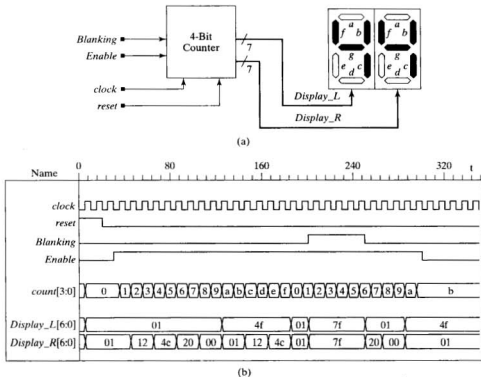 Blanking
Enable
clock
reset
4-Bit
Counter
7
7
Display_L
Display_R
a
f b
g
e c
d
a
f b
g
e c
d
(a)
Name
0 80 160 240 320 t
clock
reset
Blanking
Enable
count[3:0] 0 1 2 3 4 5 6 7 8 9 a b c d e f 0 1 2 3 4 5 6 7 8 9 a b
Display_L[6:0] 01 4f 01 7f 01 4f
Display_R[6:0] 01 12 4c 20 00 01 12 4c 01 7f 20 00 01
(b)